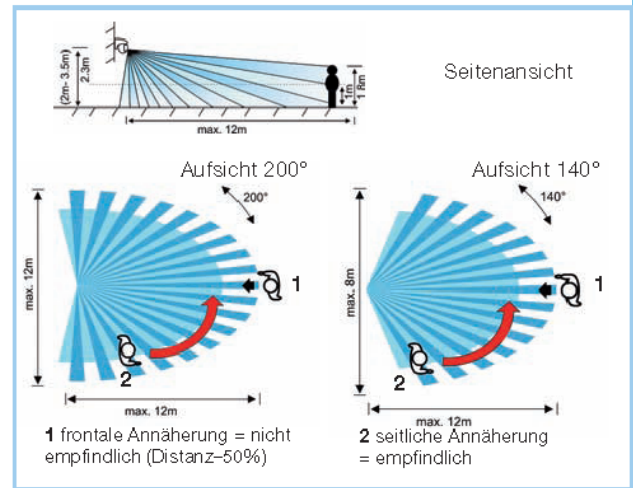 (2m- 3.5m)
2.3m
1m
1.8m
max. 12m
Seitenansicht
Aufsicht 200°
200°
max. 12m
1
2
max. 12m
Aufsicht 140°
140°
max. 8m
1
2
max. 12m
1 frontale Annäherung = nicht
empfindlich (Distanz–50%)
2 seitliche Annäherung
= empfindlich